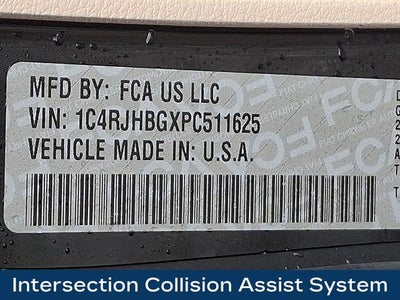 MFD BY: FCA US LLC
VIN: 1C4RJHBGXPC511625
VEHICLE MADE IN: U.S.A.
Intersection Collision Assist System